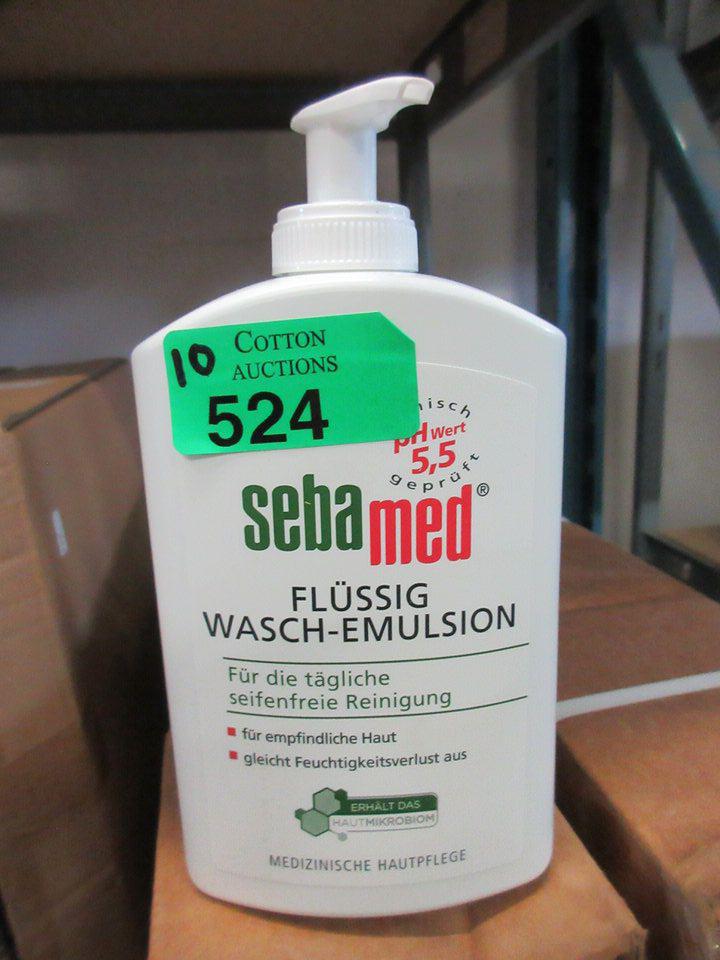 10
COTTON
AUCTIONS
524
pH Wert
5,5
geprüft
sebamed®
FLÜSSIG
WASCH-EMULSION
Für die tägliche
seifenfreie Reinigung
für empfindliche Haut
gleicht Feuchtigkeitsverlust aus
ERHÄLT DAS
HAUTMIKROBIOM
MEDIZINISCHE HAUTPFLEGE